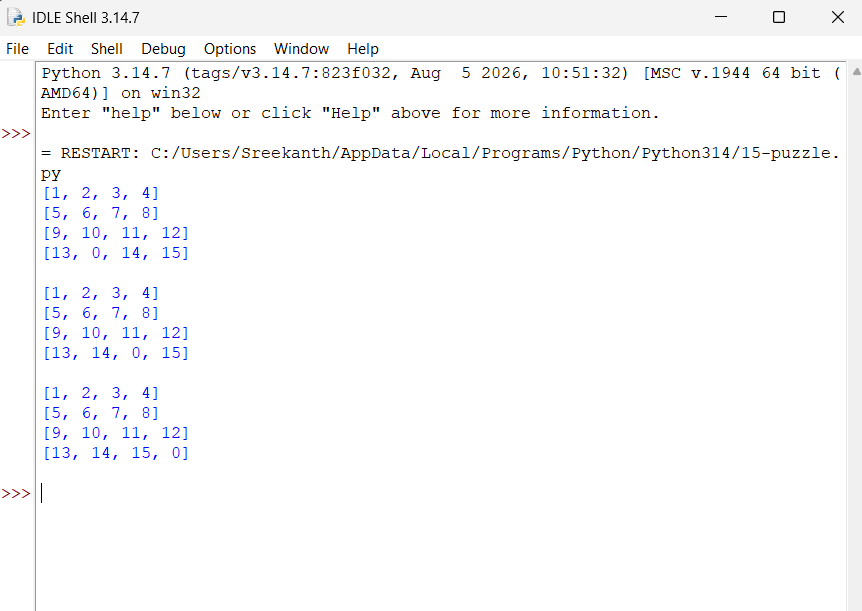 IDLE Shell 3.14.7
File Edit Shell Debug Options Window Help
Python 3.14.7 (tags/v3.14.7:823f032, Aug  5 2026, 10:51:32) [MSC v.1944 64 bit (
AMD64)] on win32
Enter "help" below or click "Help" above for more information.
>>>
= RESTART: C:/Users/Sreekanth/AppData/Local/Programs/Python/Python314/15-puzzle.
py
[1, 2, 3, 4]
[5, 6, 7, 8]
[9, 10, 11, 12]
[13, 0, 14, 15]
[1, 2, 3, 4]
[5, 6, 7, 8]
[9, 10, 11, 12]
[13, 14, 0, 15]
[1, 2, 3, 4]
[5, 6, 7, 8]
[9, 10, 11, 12]
[13, 14, 15, 0]
>>>